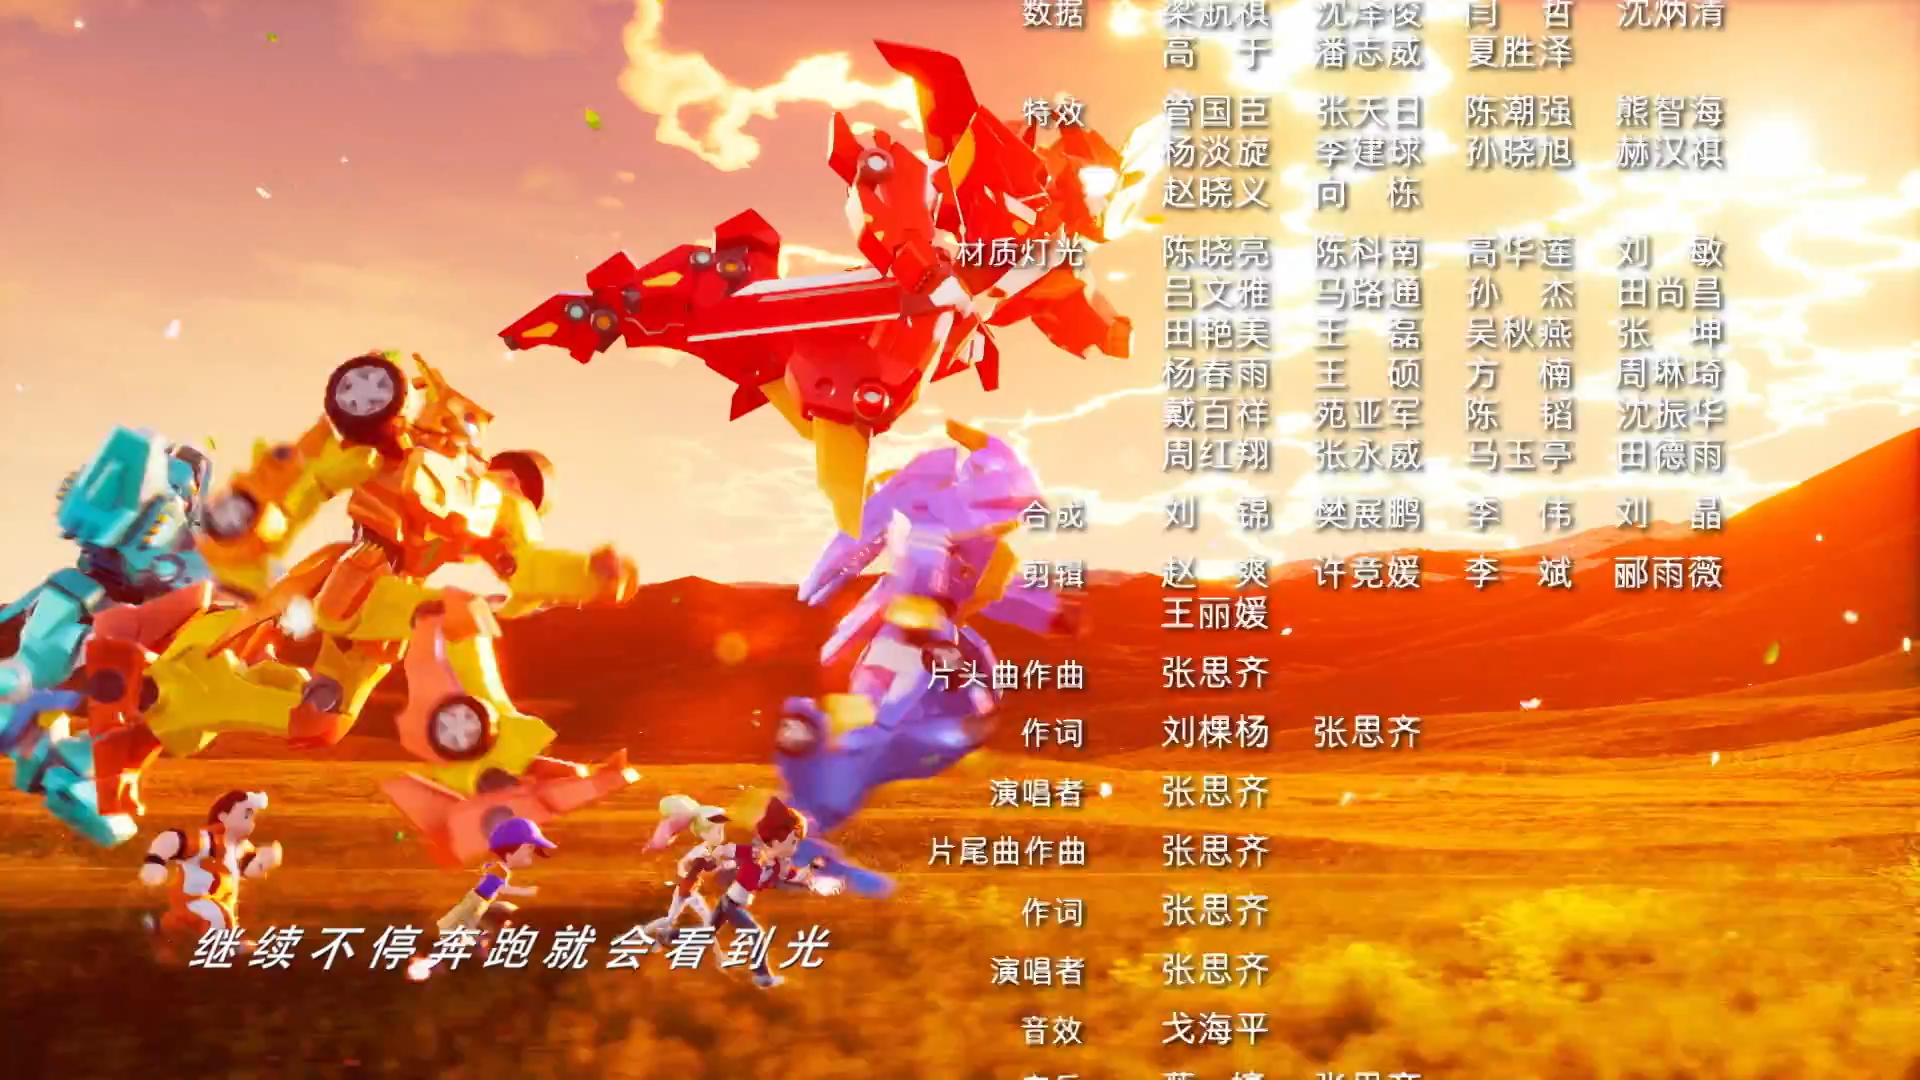 数据 梁航祺 沈泽俊 闫哲 沈炳清
高于 潘志威 夏胜泽
特效 管国臣 张天日 陈潮强 熊智海
杨淡旋 李建球 孙晓旭 赫汉祺
赵晓义 向栋
材质灯光 陈晓亮 陈科南 高华莲 刘敏
吕文雅 马路通 孙杰 田尚昌
田艳美 王磊 吴秋燕 张坤
杨春雨 王硕 方楠 周琳琦
戴百祥 苑亚军 陈韬 沈振华
周红翔 张永威 马玉亭 田德雨
合成 刘锦 樊展鹏 李伟 刘晶
剪辑 赵爽 许竞媛 李斌 郦雨薇
王丽媛
片头曲作曲 张思齐
作词 刘棵杨 张思齐
演唱者 张思齐
片尾曲作曲 张思齐
作词 张思齐
继续不停奔跑就会看到光
演唱者 张思齐
音效 戈海平
张思齐